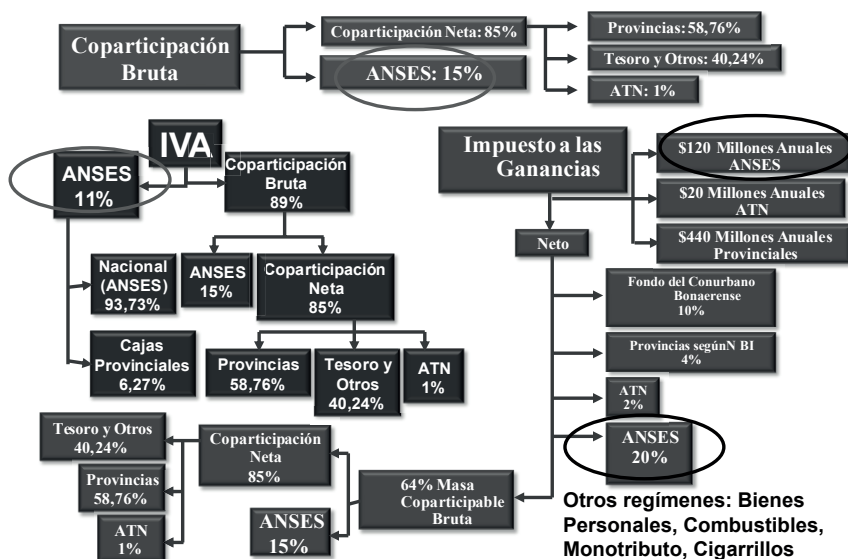 Coparticipación
Bruta
Coparticipación Neta: 85%
ANSES: 15%
Provincias: 58,76%
Tesoro y Otros: 40,24%
ATN: 1%
IVA
ANSES
11%
Coparticipación
Bruta
89%
Nacional
(ANSES)
93,73%
ANSES
15%
Coparticipación
Neta
85%
Cajas
Provinciales
6,27%
Provincias
58,76%
Tesoro y
Otros
40,24%
ATN
1%
Impuesto a las
Ganancias
$120 Millones Anuales
ANSES
$20 Millones Anuales
ATN
$440 Millones Anuales
Provinciales
Neto
Fondo del Conurbano
Bonaerense
10%
Provincias segúnN BI
4%
ATN
2%
ANSES
20%
64% Masa
Coparticipable
Bruta
Coparticipación
Neta
85%
ANSES
15%
Tesoro y Otros
40,24%
Provincias
58,76%
ATN
1%
Otros regímenes: Bienes
Personales, Combustibles,
Monotributo, Cigarrillos